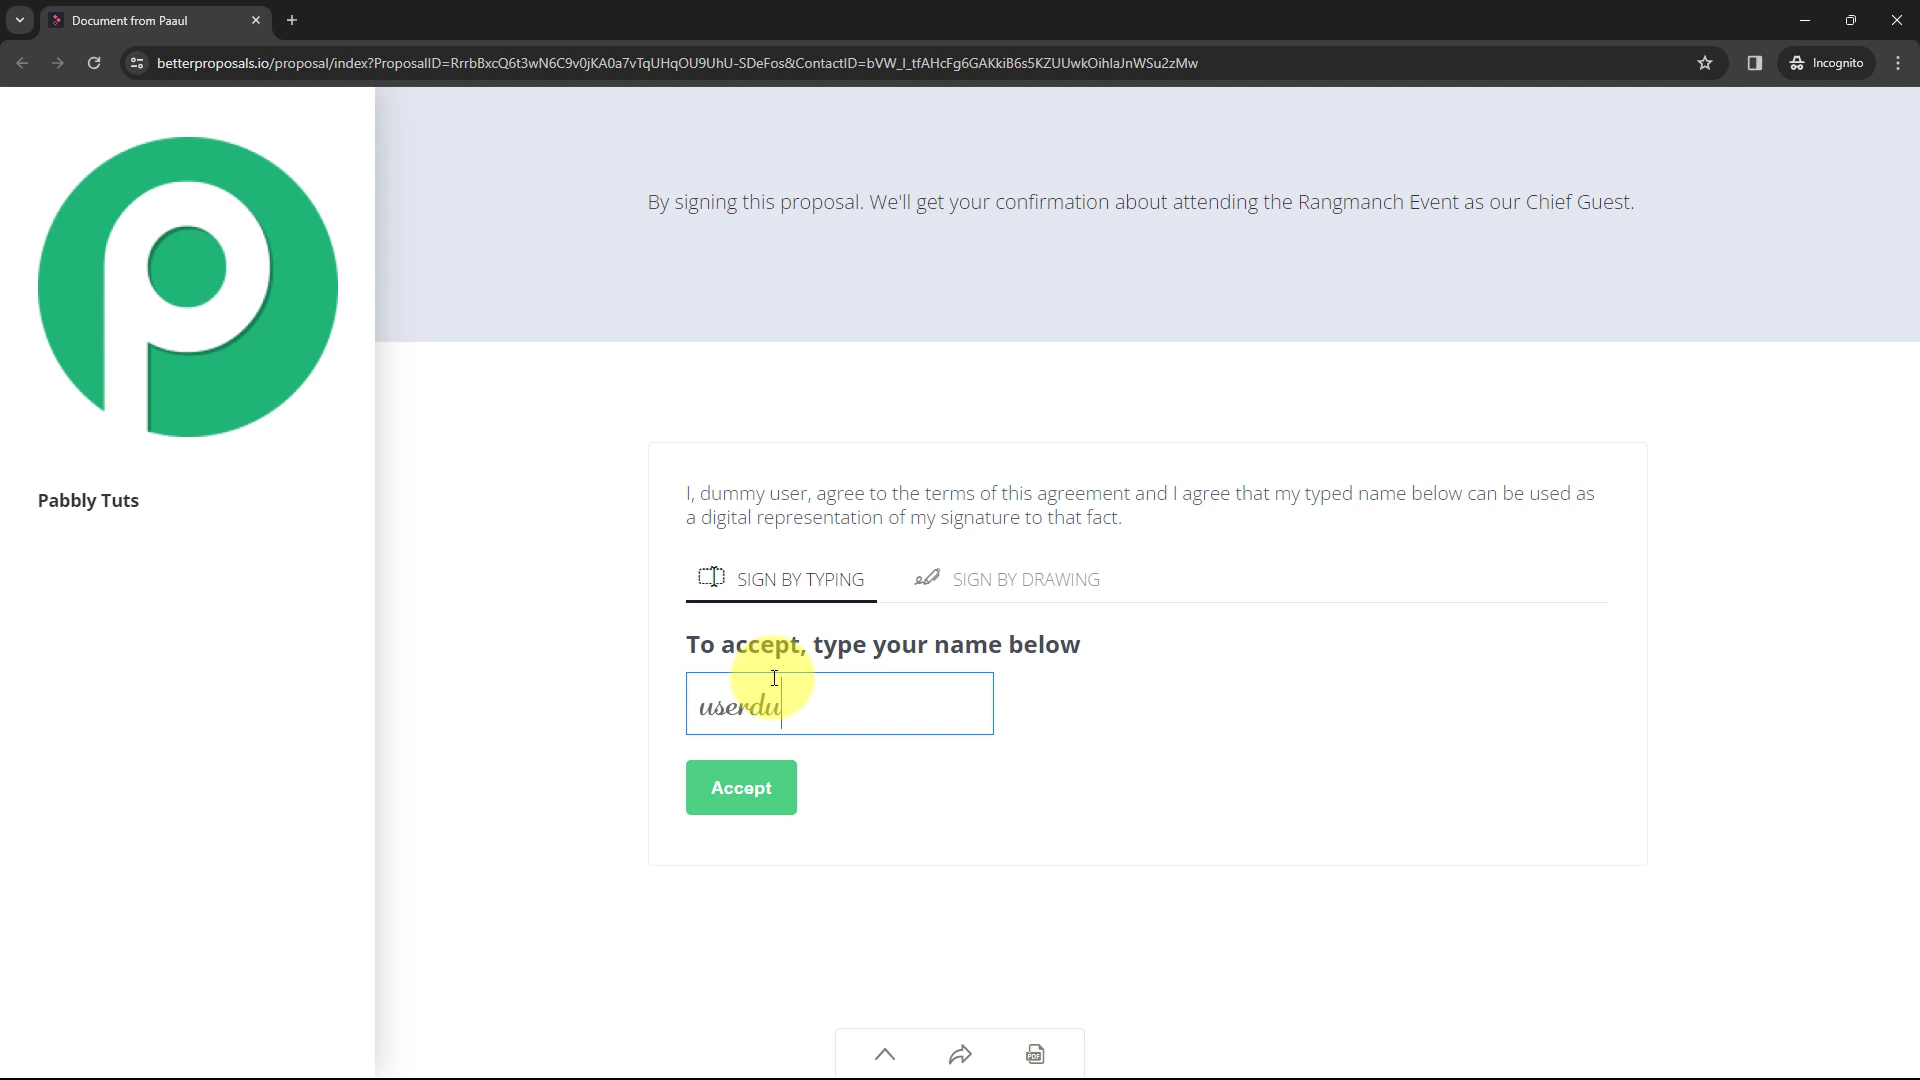 Document from Paaul
betterproposals.io/proposal/index?ProposalID=RrrbBxcQ6t3wN6C9v0jKA0a7vTqUHqOU9UhU-SDeFos&ContactID=bVW_I_tfAHcFg6GAKkiB6s5KZUUwkOihlaJnWSu2zMw
Incognito
By signing this proposal. We'll get your confirmation about attending the Rangmanch Event as our Chief Guest.
Pabbly Tuts
I, dummy user, agree to the terms of this agreement and I agree that my typed name below can be used as
a digital representation of my signature to that fact.
SIGN BY TYPING
SIGN BY DRAWING
To accept, type your name below
userdu
Accept
PDF